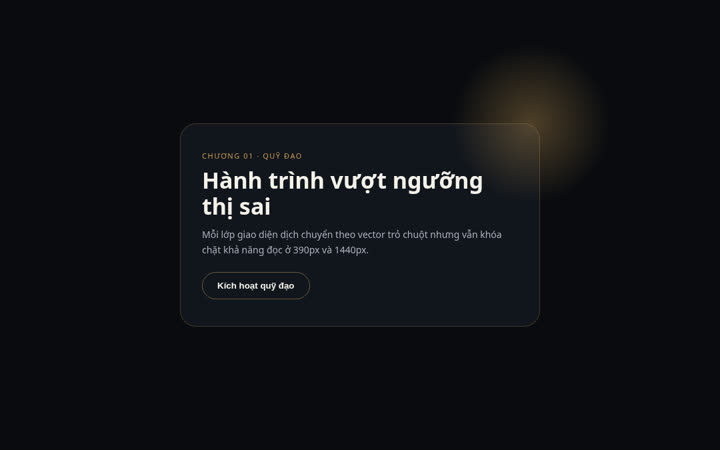 CHƯƠNG 01 · QUỸ ĐẠO
Hành trình vượt ngưỡng
thị sai
Mỗi lớp giao diện dịch chuyển theo vector trỏ chuột nhưng vẫn khóa
chặt khả năng đọc ở 390px và 1440px.
Kích hoạt quỹ đạo